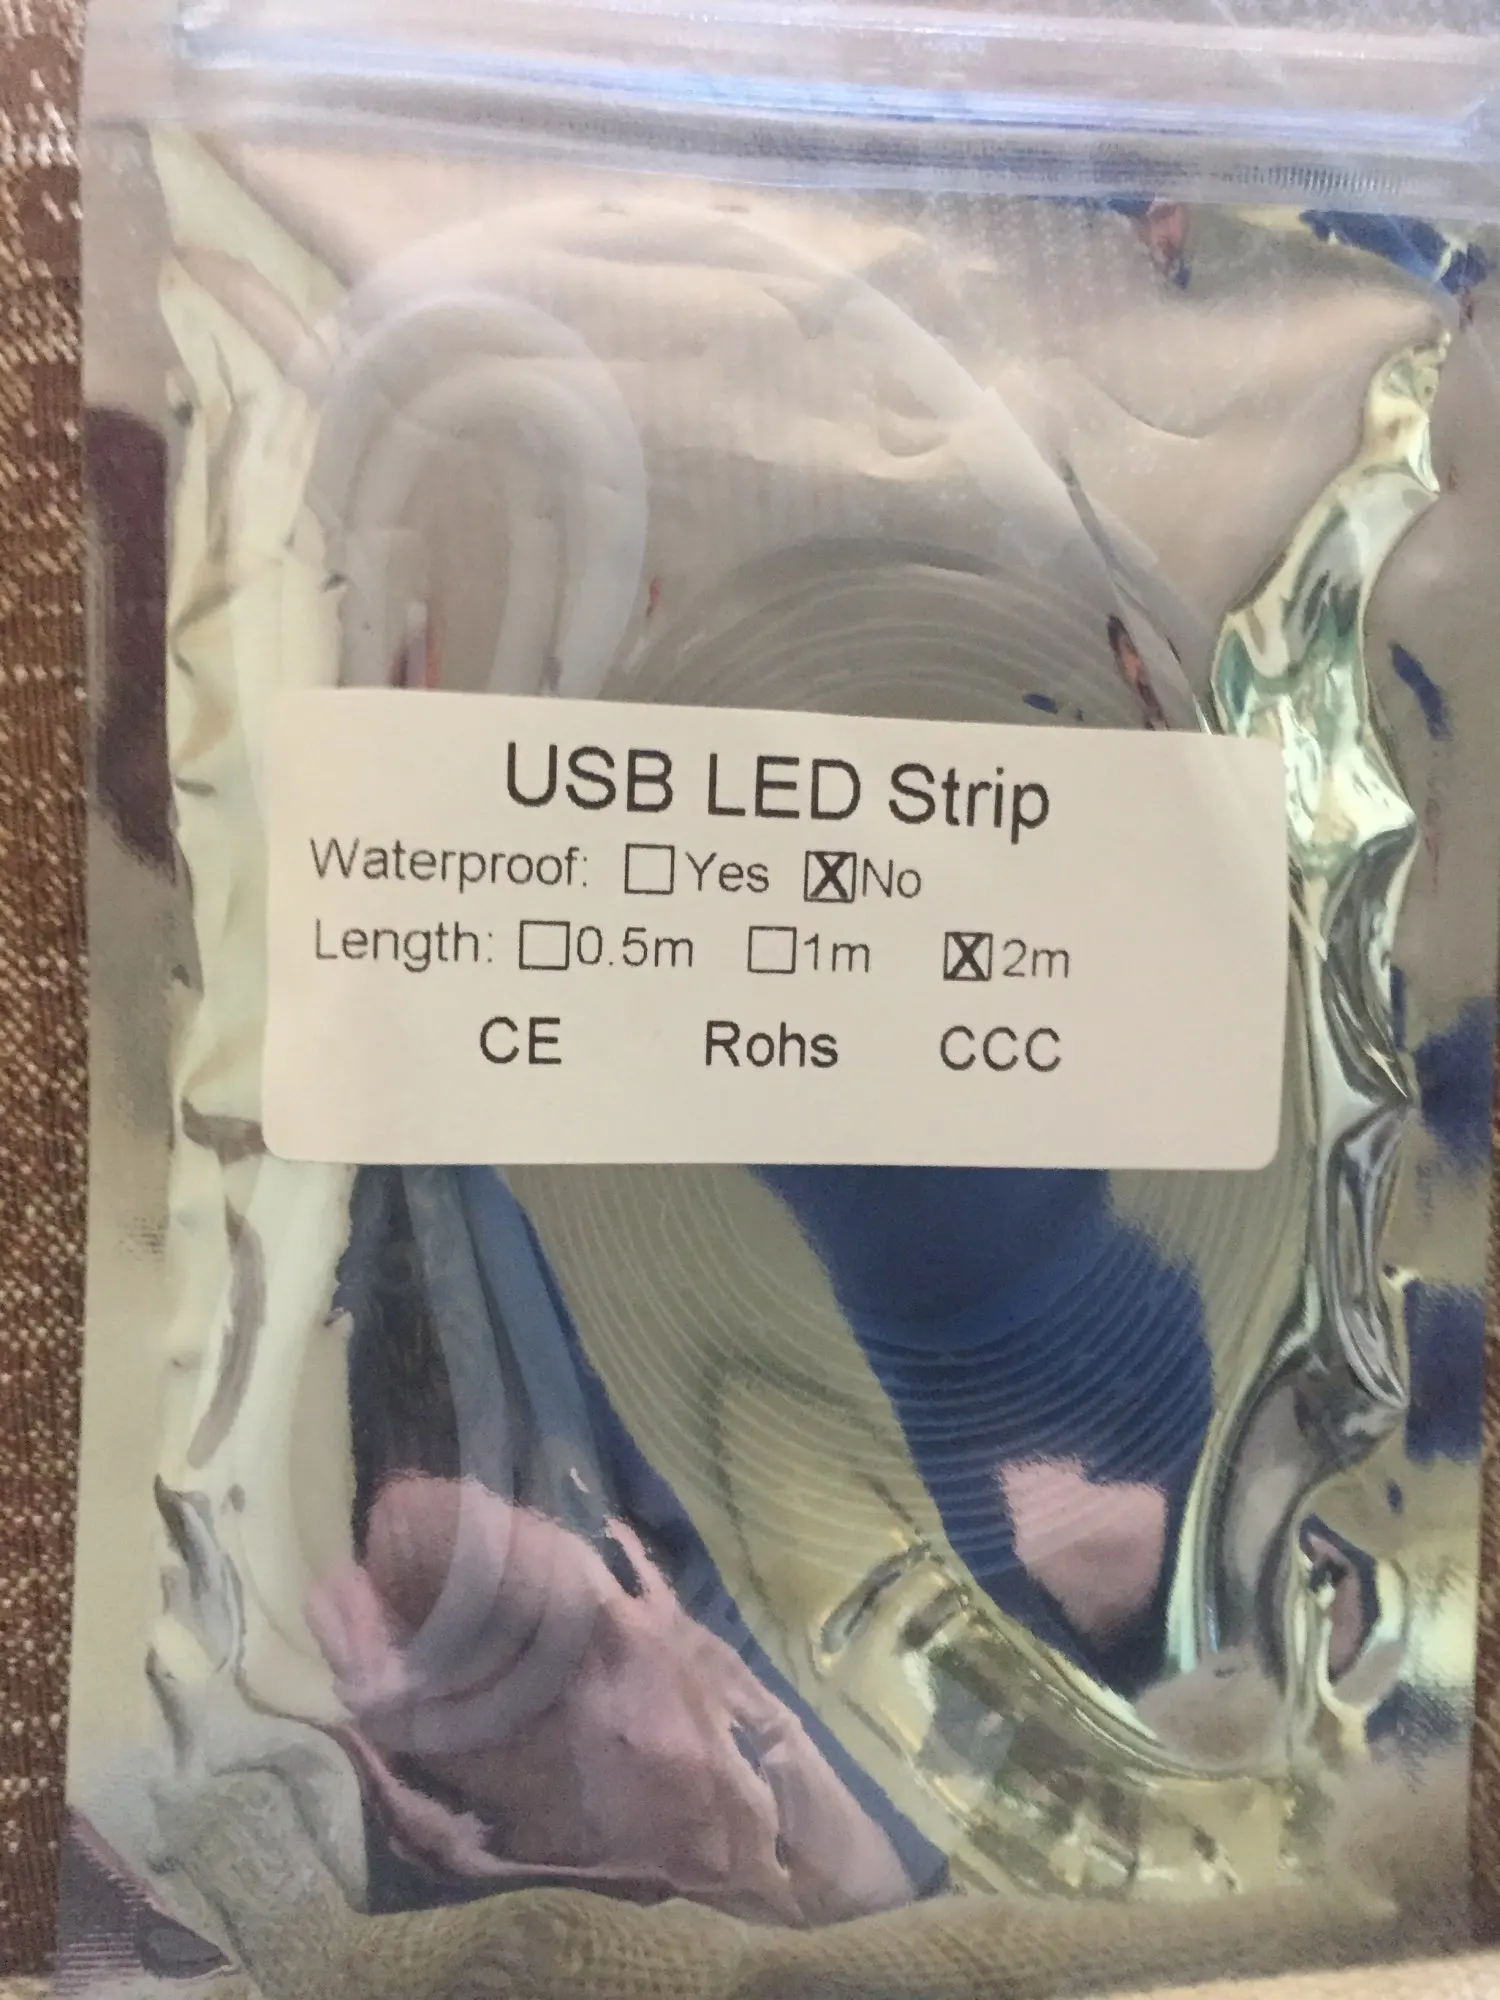 USB LED Strip
Waterproof: ☐Yes ☒No
Length: ☐0.5m ☐1m ☒2m
CE Rohs CCC